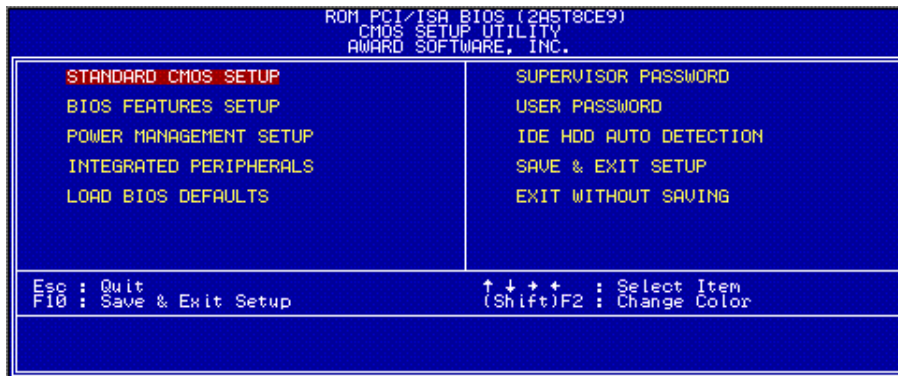 ROM PCI/ISA BIOS (2A5T8CE9)
CMOS SETUP UTILITY
AWARD SOFTWARE, INC.
STANDARD CMOS SETUP
BIOS FEATURES SETUP
POWER MANAGEMENT SETUP
INTEGRATED PERIPHERALS
LOAD BIOS DEFAULTS
SUPERVISOR PASSWORD
USER PASSWORD
IDE HDD AUTO DETECTION
SAVE & EXIT SETUP
EXIT WITHOUT SAVING
Esc : Quit
F10 : Save & Exit Setup
↑ ↓ → ← : Select Item
(Shift)F2 : Change Color